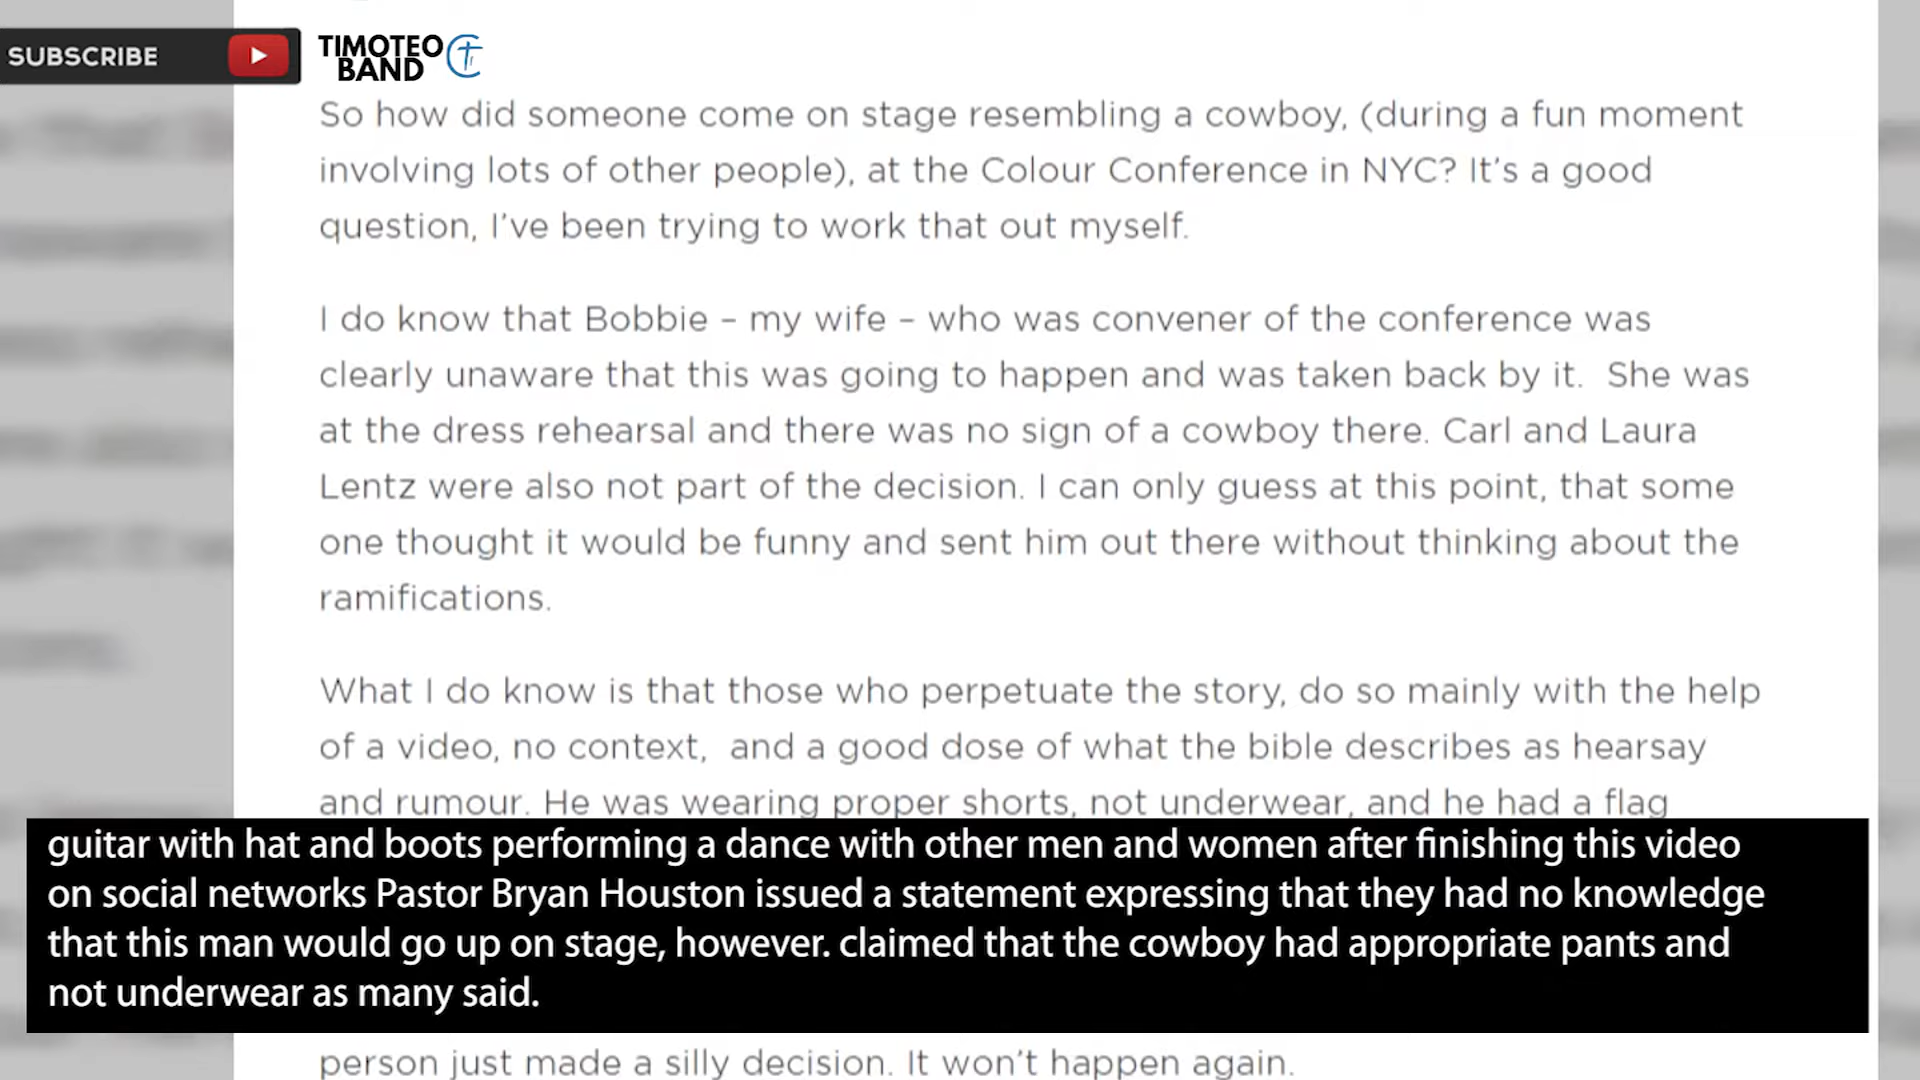 SUBSCRIBE
TIMOTEO
BAND
So how did someone come on stage resembling a cowboy, (during a fun moment
involving lots of other people), at the Colour Conference in NYC? It's a good
question, I've been trying to work that out myself.
I do know that Bobbie – my wife – who was convener of the conference was
clearly unaware that this was going to happen and was taken back by it.  She was
at the dress rehearsal and there was no sign of a cowboy there. Carl and Laura
Lentz were also not part of the decision. I can only guess at this point, that some
one thought it would be funny and sent him out there without thinking about the
ramifications.
What I do know is that those who perpetuate the story, do so mainly with the help
of a video, no context,  and a good dose of what the bible describes as hearsay
and rumour. He was wearing proper shorts, not underwear, and he had a flag
guitar with hat and boots performing a dance with other men and women after finishing this video
on social networks Pastor Bryan Houston issued a statement expressing that they had no knowledge
that this man would go up on stage, however. claimed that the cowboy had appropriate pants and
not underwear as many said.
person just made a silly decision. It won't happen again.